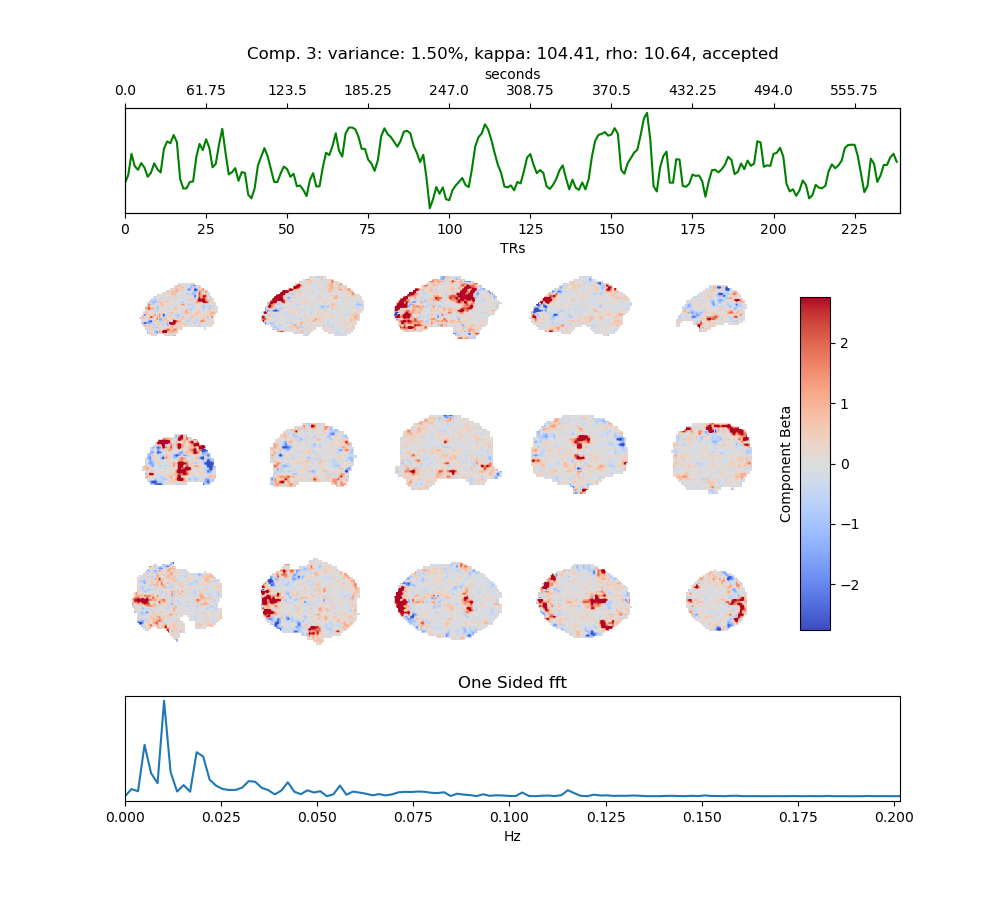 Comp. 3: variance: 1.50%, kappa: 104.41, rho: 10.64, accepted
seconds
0.0 61.75 123.5 185.25 247.0 308.75 370.5 432.25 494.0 555.75
0 25 50 75 100 125 150 175 200 225
TRs
2
1
0
−1
−2
Component Beta
One Sided fft
0.000 0.025 0.050 0.075 0.100 0.125 0.150 0.175 0.200
Hz